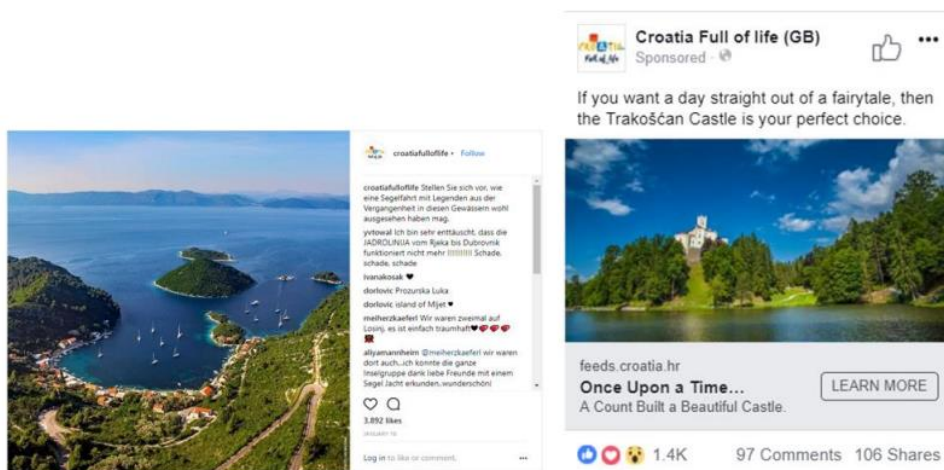 croatiafulloflife • Follow
croatiafulloflife Stellen Sie sich vor, wie
eine Segelfahrt mit Legenden aus der
Vergangenheit in diesen Gewässern wohl
ausgesehen haben mag.
yvtowal Ich bin sehr enttäuscht, dass die
JADROLINIJA vom Rjeka bis Dubrovnik
funktioniert nicht mehr !!!!!!!!!! Schade,
schade, schade
ivanakosak ♥
dorlovic Prozurska Luka
dorlovic island of Mljet ♥
meiherzkaeferl Wir waren zweimal auf
Losinj, es ist einfach traumhaft
aliyamannheim @meiherzkaeferl wir waren
dort auch...ich konnte die ganze
Inselgruppe dank liebe Freunde mit einem
Segel Jacht erkunden..wunderschön!
3,892 likes
JANUARY 16
Log in to like or comment.
Croatia Full of life (GB)
Sponsored ·
If you want a day straight out of a fairytale, then
the Trakošćan Castle is your perfect choice.
feeds.croatia.hr
Once Upon a Time...
A Count Built a Beautiful Castle.
LEARN MORE
1.4K 97 Comments 106 Shares